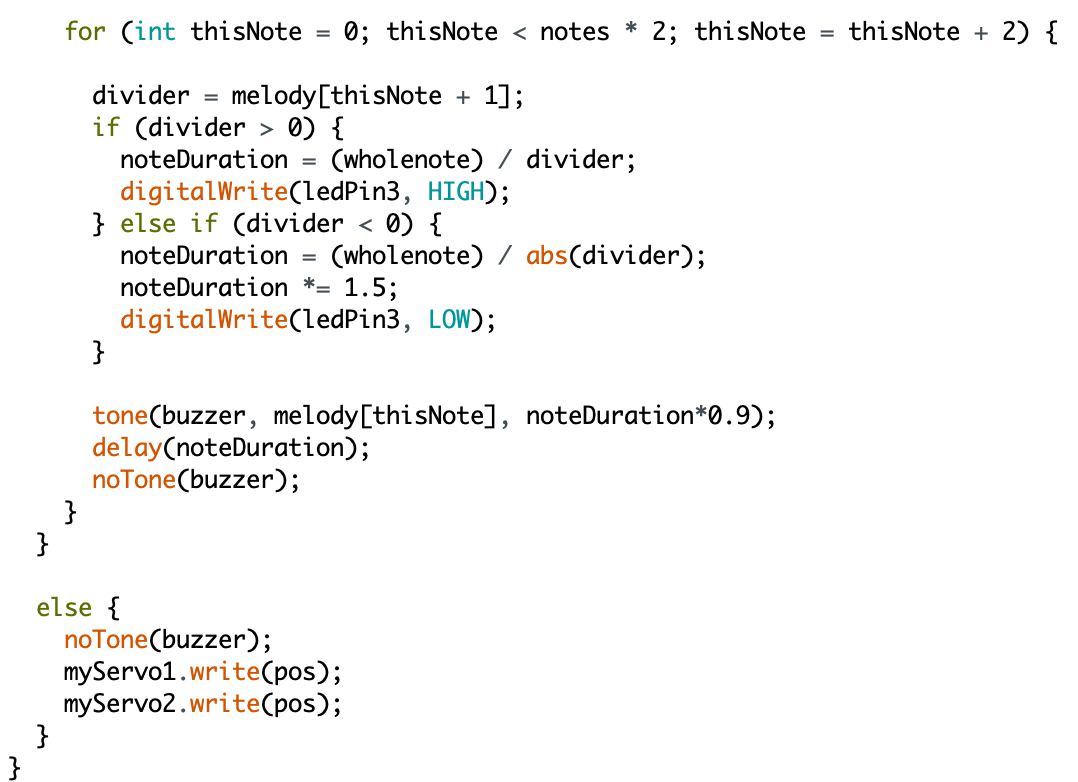 for (int thisNote = 0; thisNote < notes * 2; thisNote = thisNote + 2) {
divider = melody[thisNote + 1];
if (divider > 0) {
noteDuration = (wholenote) / divider;
digitalWrite(ledPin3, HIGH);
} else if (divider < 0) {
noteDuration = (wholenote) / abs(divider);
noteDuration *= 1.5;
digitalWrite(ledPin3, LOW);
}
tone(buzzer, melody[thisNote], noteDuration*0.9);
delay(noteDuration);
noTone(buzzer);
}
}
else {
noTone(buzzer);
myServo1.write(pos);
myServo2.write(pos);
}
}